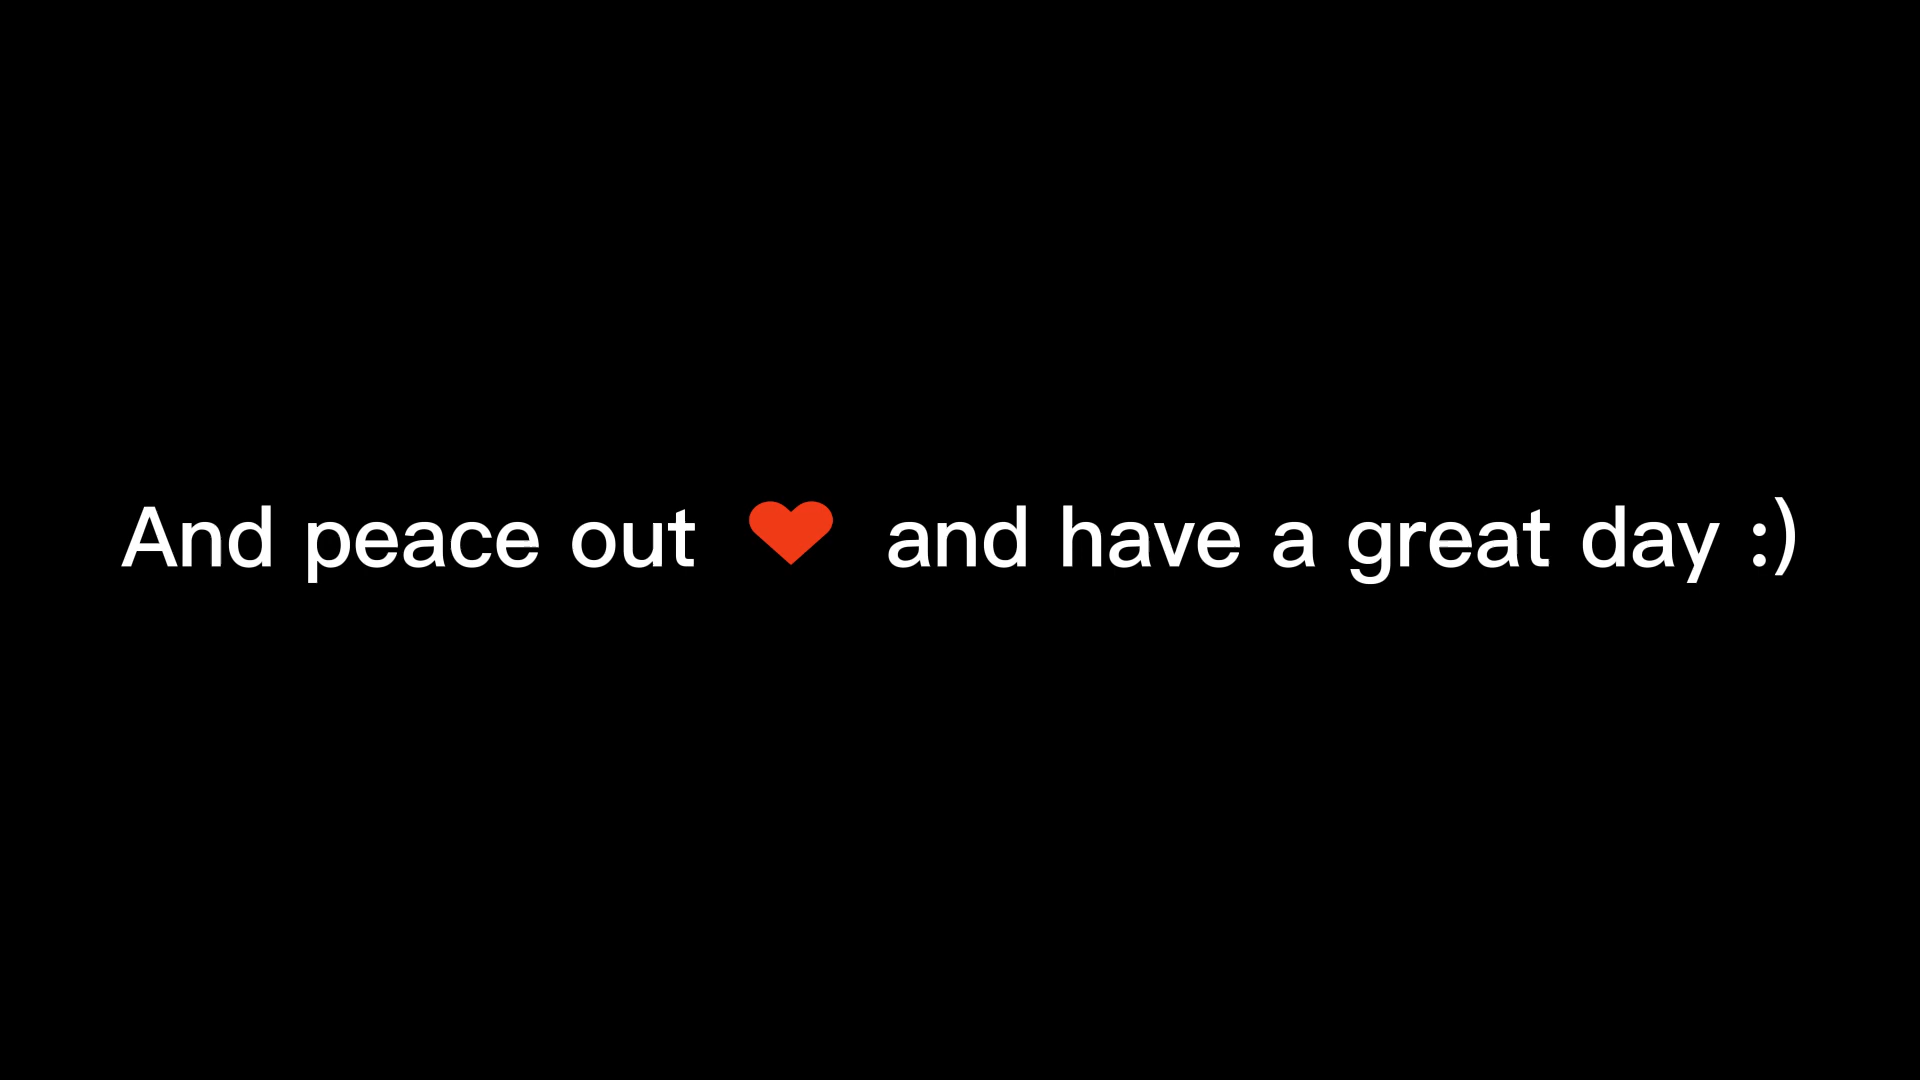 And peace out ❤ and have a great day :)